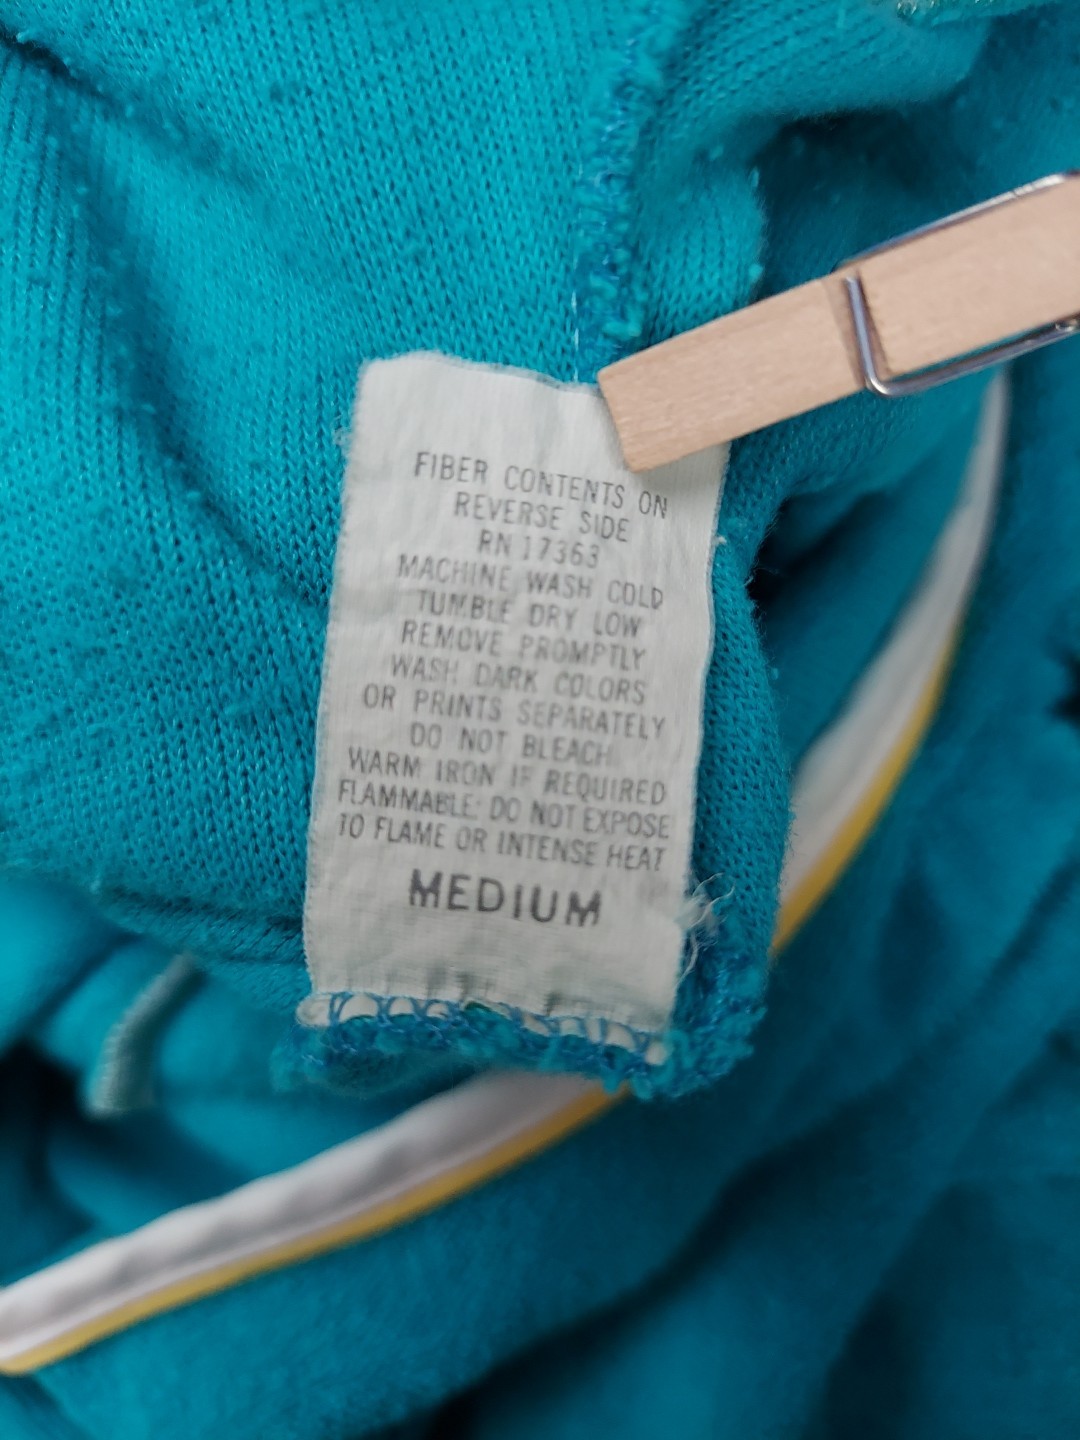 FIBER CONTENTS ON
REVERSE SIDE
RN 17363
MACHINE WASH COLD
TUMBLE DRY LOW
REMOVE PROMPTLY
WASH DARK COLORS
OR PRINTS SEPARATELY
DO NOT BLEACH.
WARM IRON IF REQUIRED
FLAMMABLE: DO NOT EXPOSE
TO FLAME OR INTENSE HEAT
MEDIUM